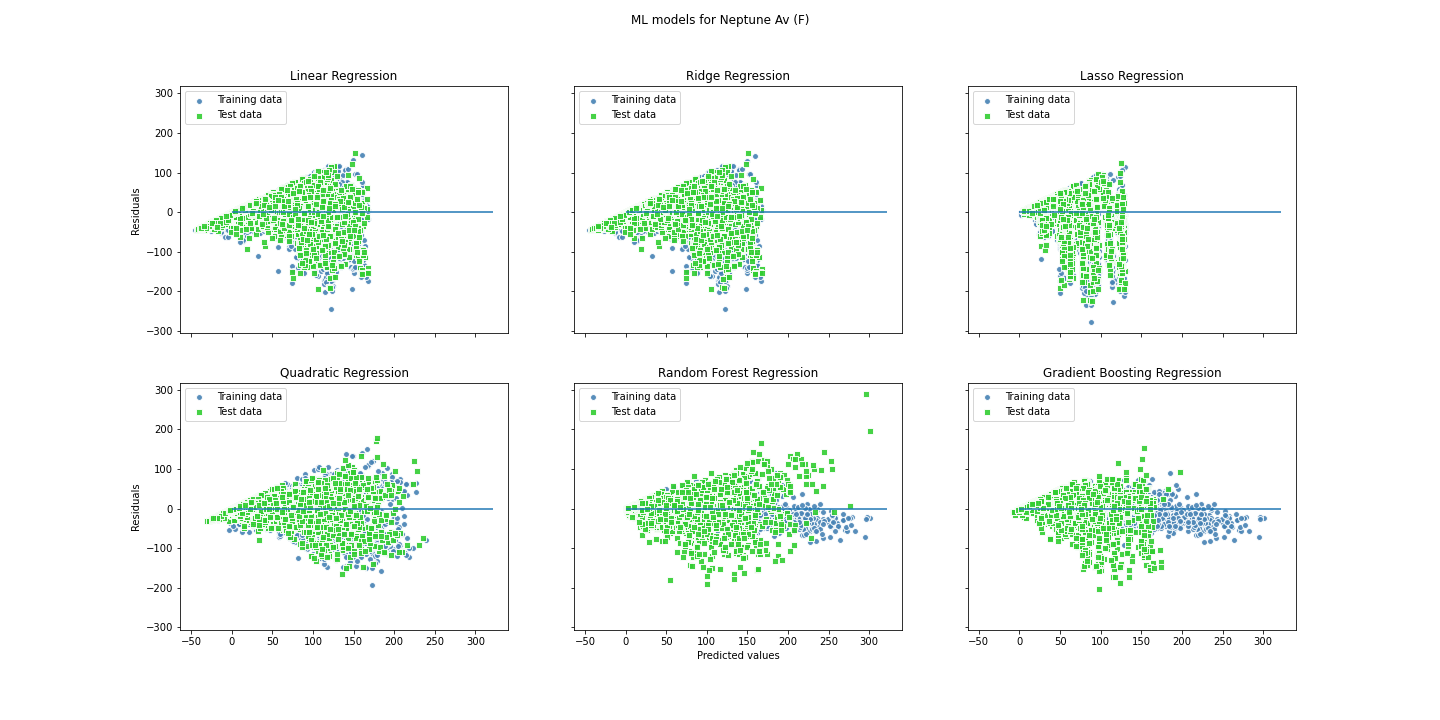 ML models for Neptune Av (F)
Linear Regression
Ridge Regression
Lasso Regression
Training data
Test data
Training data
Test data
Training data
Test data
300
200
100
0
−100
−200
−300
Residuals
Quadratic Regression
Random Forest Regression
Gradient Boosting Regression
Training data
Test data
Training data
Test data
Training data
Test data
300
200
100
0
−100
−200
−300
Residuals
−50 0 50 100 150 200 250 300
−50 0 50 100 150 200 250 300
−50 0 50 100 150 200 250 300
Predicted values